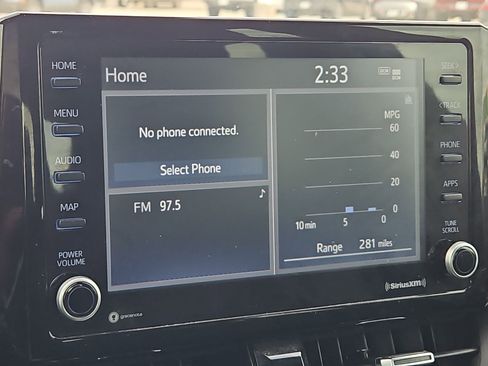 HOME
MENU
AUDIO
MAP
POWER
VOLUME
Home
2:33
DCM
No phone connected.
Select Phone
FM 97.5
MPG
60
40
20
0
10 min 5 0
Range 281 miles
SEEK >
< TRACK
PHONE
APPS
TUNE
SCROLL
gracenote
SiriusXM